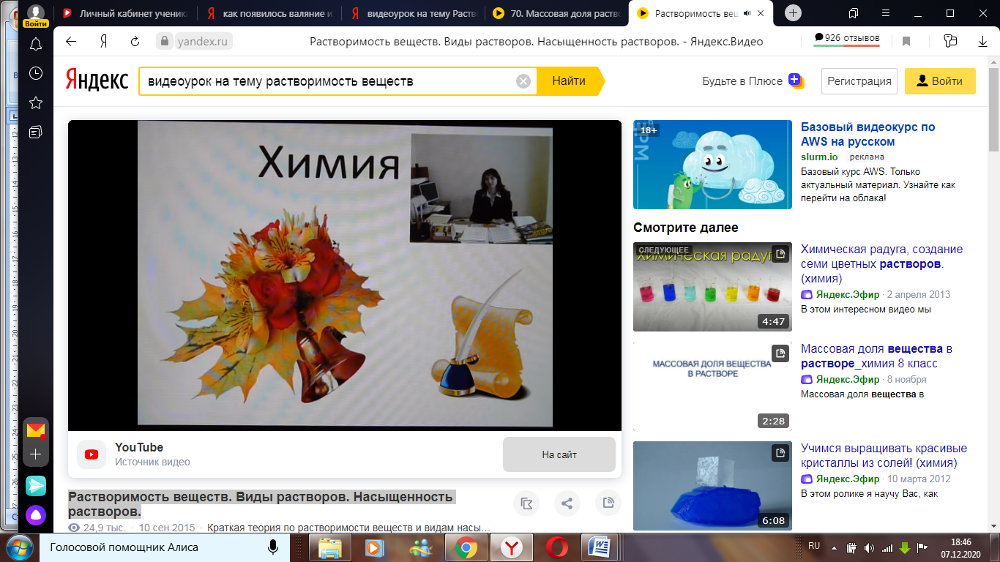 Войти
Личный кабинет ученика
как появилось валяние и
видеоурок на тему Раство
70. Массовая доля раство
Растворимость вещ
yandex.ru
Растворимость веществ. Виды растворов. Насыщенность растворов. - Яндекс.Видео
926 отзывов
Яндекс
видеоурок на тему растворимость веществ
Найти
Будьте в Плюсе
Регистрация
Войти
Химия
YouTube
Источник видео
На сайт
Растворимость веществ. Виды растворов. Насыщенность
растворов.
24,9 тыс. · 10 сен 2015 · Краткая теория по растворимости веществ и видам насы...
18+
Базовый видеокурс по
AWS на русском
slurm.io реклама
Базовый курс AWS. Только
актуальный материал. Узнайте как
перейти на облака!
Смотрите далее
СЛЕДУЮЩЕЕ
Химическая радуга
4:47
Химическая радуга, создание
семи цветных растворов.
(химия)
Яндекс.Эфир · 2 апреля 2013
В этом интересном видео мы
МАССОВАЯ ДОЛЯ ВЕЩЕСТВА
В РАСТВОРЕ
2:28
Массовая доля вещества в
растворе_химия 8 класс
Яндекс.Эфир · 8 ноября
Массовая доля вещества в
6:08
Учимся выращивать красивые
кристаллы из солей! (химия)
Яндекс.Эфир · 10 марта 2012
В этом ролике я научу Вас, как
Голосовой помощник Алиса
RU
18:46
07.12.2020